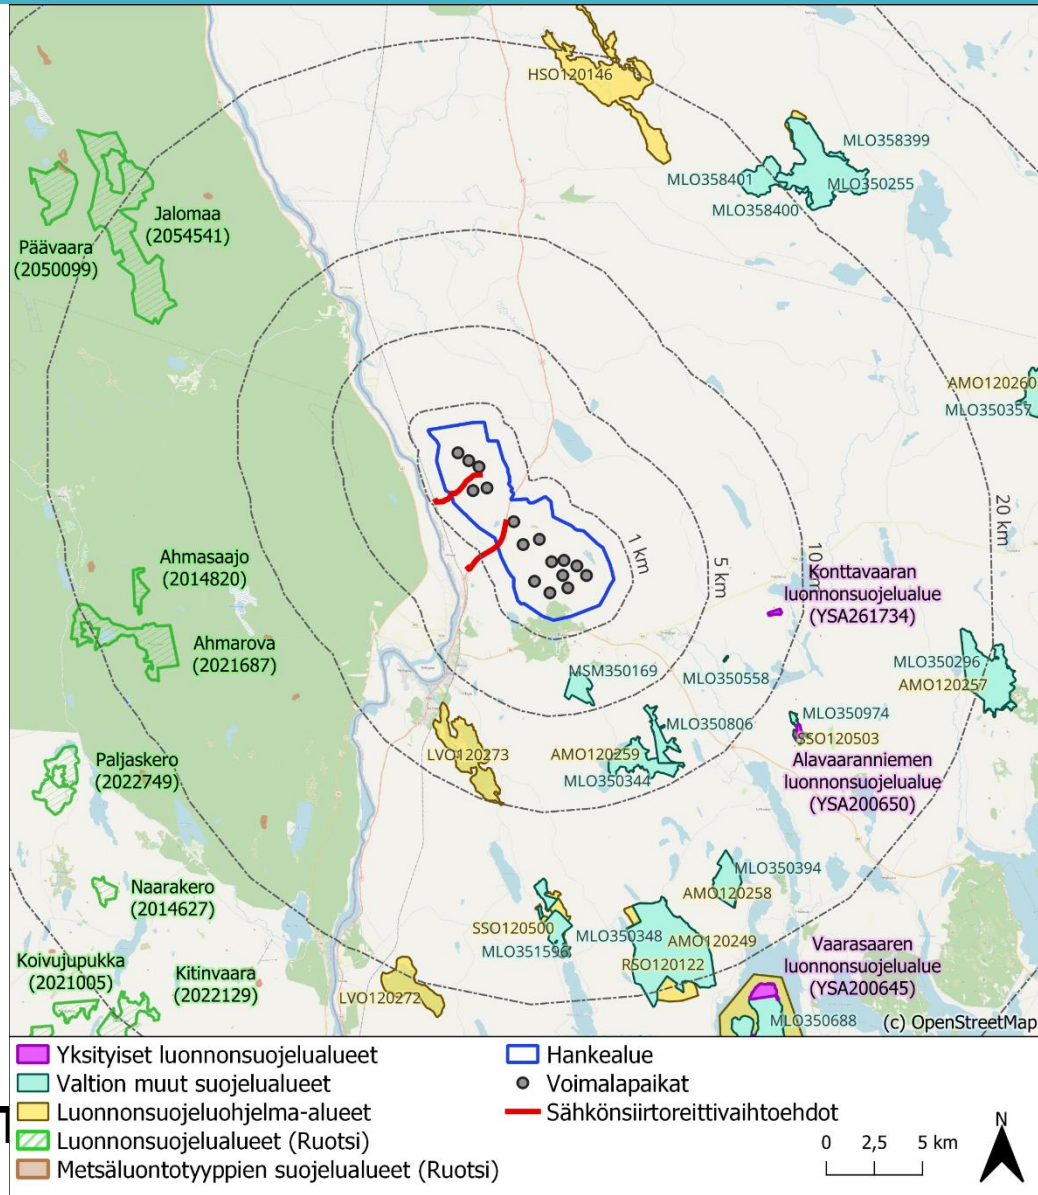 HSO120146
MLO358399
MLO358401
MLO350255
MLO358400
Jalomaa
(2054541)
Päävaara
(2050099)
AMO120260
MLO350357
20 km
10 km
5 km
1 km
Ahmasaajo
(2014820)
Ahmarova
(2021687)
Konttavaaran
luonnonsuojelualue
(YSA261734)
MSM350169
MLO350558
MLO350296
AMO120257
MLO350806
MLO350974
SSO120503
LVO120273
AMO120259
MLO350344
Alavaaranniemen
luonnonsuojelualue
(YSA200650)
Paljaskero
(2022749)
MLO350394
AMO120258
Naarakero
(2014627)
SSO120500
MLO351596
MLO350348
AMO120249
RSO120122
Koivujupukka
(2021005)
Kitinvaara
(2022129)
LVO120272
Vaarasaaren
luonnonsuojelualue
(YSA200645)
MLO350688
(c) OpenStreetMap
Yksityiset luonnonsuojelualueet
Valtion muut suojelualueet
Luonnonsuojeluohjelma-alueet
Luonnonsuojelualueet (Ruotsi)
Metsäluontotyyppien suojelualueet (Ruotsi)
Hankealue
Voimalapaikat
Sähkönsiirtoreittivaihtoehdot
0 2,5 5 km
N